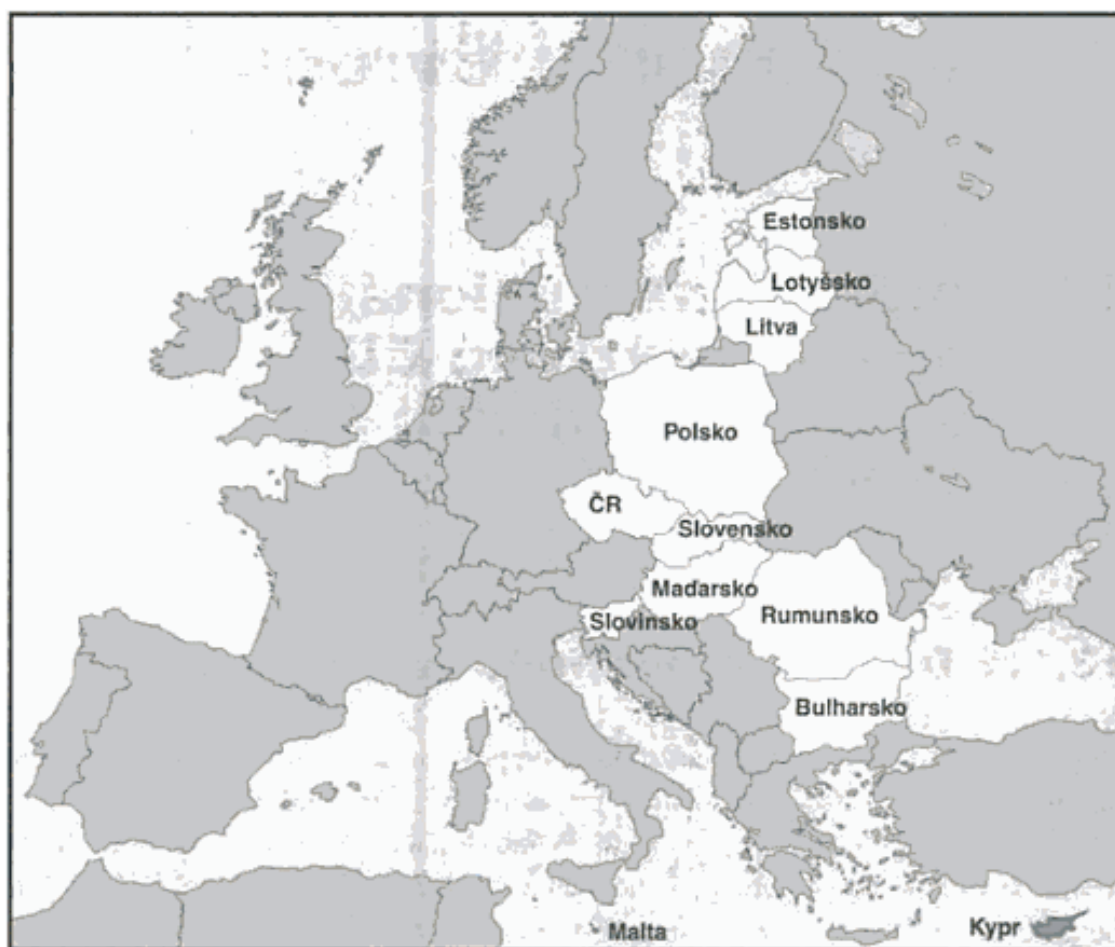 Estonsko
Lotyšsko
Litva
Polsko
ČR
Slovensko
Maďarsko
Slovinsko
Rumunsko
Bulharsko
Malta
Kypr